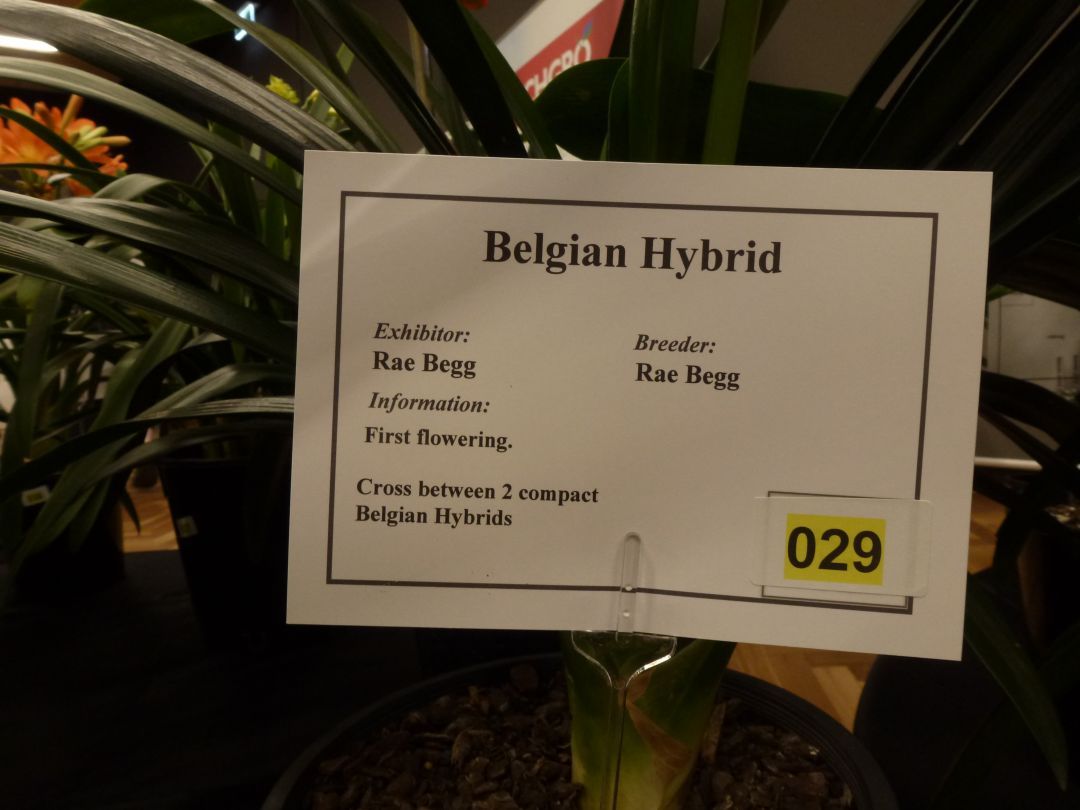 Belgian Hybrid
Exhibitor:
Rae Begg
Breeder:
Rae Begg
Information:
First flowering.
Cross between 2 compact
Belgian Hybrids
029